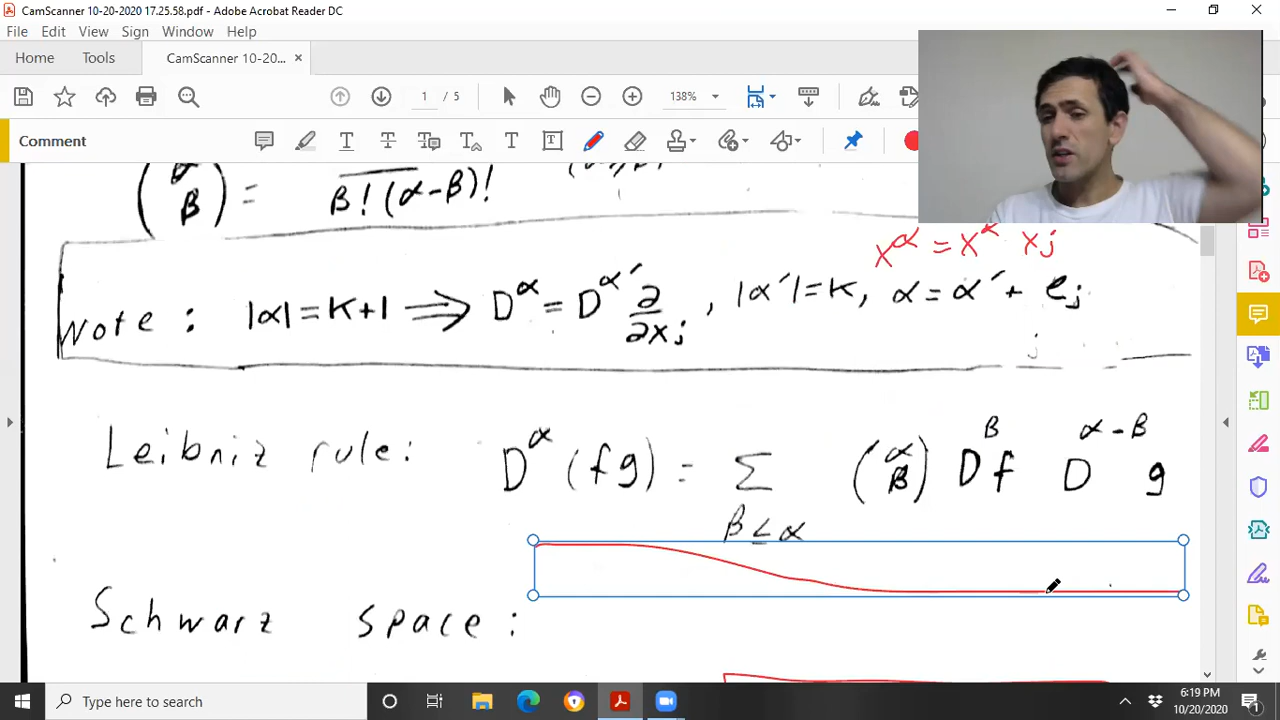 CamScanner 10-20-2020 17.25.58.pdf - Adobe Acrobat Reader DC
File Edit View Sign Window Help
Home Tools CamScanner 10-20... ×
1 / 5 138%
Comment
(α β) = β! (α-β)!
x^α = x^α' x_j
Note: |α| = k+1 ⟹ D^α = D^α' ∂/∂x_j , |α'| = k, α = α' + e_j
j
Leibniz rule: D^α (fg) = Σ_{β ≤ α} (α β) D^β f D^{α-β} g
Schwarz space:
Type here to search
6:19 PM
10/20/2020
1